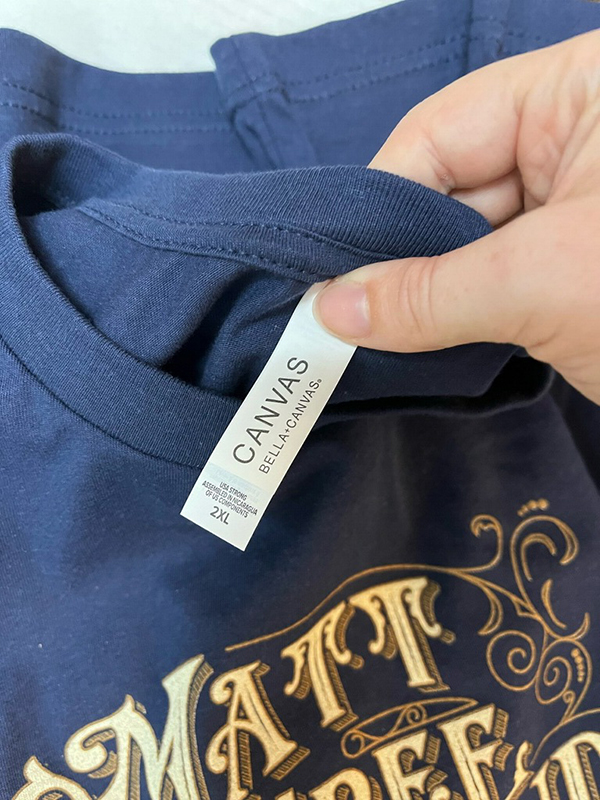 CANVAS
BELLA+CANVAS®
USA STRONG
ASSEMBLED IN NICARAGUA
OF US COMPONENTS
2XL
MATT